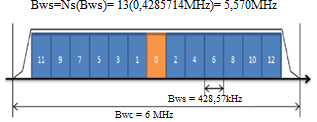 Bws=Ns(Bws)= 13(0,4285714MHz)= 5,570MHz
11 9 7 5 3 1 0 2 4 6 8 10 12
Bws = 428,57kHz
Bwc = 6 MHz